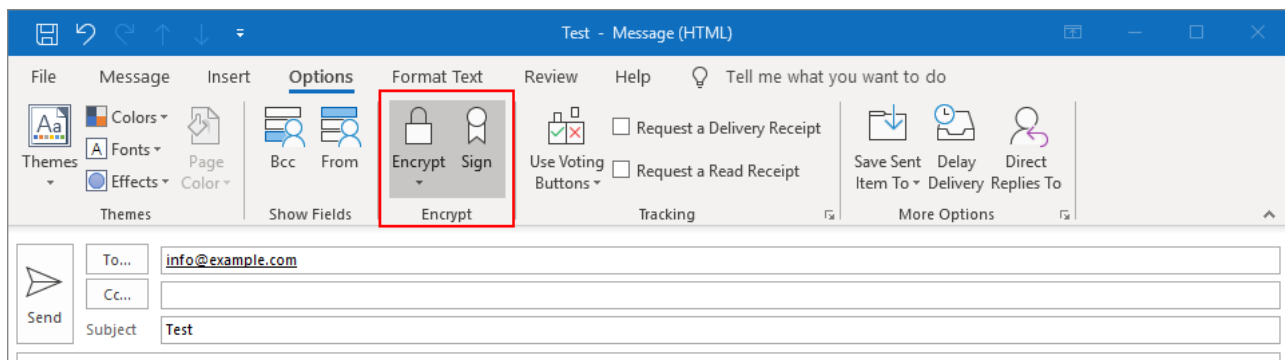 Test - Message (HTML)
File Message Insert Options Format Text Review Help Tell me what you want to do
Aa
Themes
Colors
A Fonts
Effects
Page
Color
Themes
Bcc From
Show Fields
Encrypt Sign
Encrypt
Use Voting
Buttons
Request a Delivery Receipt
Request a Read Receipt
Tracking
Save Sent
Item To
Delay
Delivery
Direct
Replies To
More Options
Send
To... info@example.com
Cc...
Subject Test